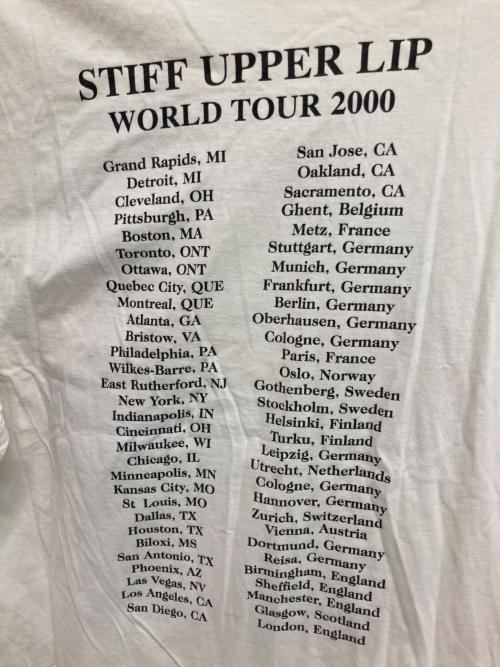 STIFF UPPER LIP
WORLD TOUR 2000
Grand Rapids, MI
Detroit, MI
Cleveland, OH
Pittsburgh, PA
Boston, MA
Toronto, ONT
Ottawa, ONT
Quebec City, QUE
Montreal, QUE
Atlanta, GA
Bristow, VA
Philadelphia, PA
Wilkes-Barre, PA
East Rutherford, NJ
New York, NY
Indianapolis, IN
Cincinnati, OH
Milwaukee, WI
Chicago, IL
Minneapolis, MN
Kansas City, MO
St Louis, MO
Dallas, TX
Houston, TX
Biloxi, MS
San Antonio, TX
Phoenix, AZ
Las Vegas, NV
Los Angeles, CA
San Diego, CA
San Jose, CA
Oakland, CA
Sacramento, CA
Ghent, Belgium
Metz, France
Stuttgart, Germany
Munich, Germany
Frankfurt, Germany
Berlin, Germany
Oberhausen, Germany
Cologne, Germany
Paris, France
Oslo, Norway
Gothenberg, Sweden
Stockholm, Sweden
Helsinki, Finland
Turku, Finland
Leipzig, Germany
Utrecht, Netherlands
Cologne, Germany
Hannover, Germany
Zurich, Switzerland
Vienna, Austria
Dortmund, Germany
Reisa, Germany
Birmingham, England
Sheffield, England
Manchester, England
Glasgow, Scotland
London, England